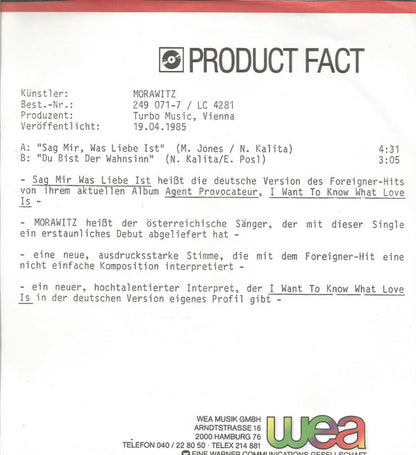 PRODUCT FACT
Künstler: MORAWITZ
Best.-Nr.: 249 071-7 / LC 4281
Produzent: Turbo Music, Vienna
Veröffentlicht: 19.04.1985
A: "Sag Mir, Was Liebe Ist" (M. Jones / N. Kalita) 4:31
B: "Du Bist Der Wahnsinn" (N. Kalita/E. Posl) 3:05
- Sag Mir Was Liebe Ist heißt die deutsche Version des Foreigner-Hits
von ihrem aktuellen Album Agent Provocateur, I Want To Know What Love
Is -
- MORAWITZ heißt der österreichische Sänger, der mit dieser Single
ein erstaunliches Debut abgeliefert hat -
- eine neue, ausdrucksstarke Stimme, die mit dem Foreigner-Hit eine
nicht einfache Komposition interpretiert -
- ein neuer, hochtalentierter Interpret, der I Want To Know What Love
Is in der deutschen Version eigenes Profil gibt -
WEA MUSIK GMBH
ARNDTSTRASSE 16
2000 HAMBURG 76
TELEFON 040 / 22 80 50 · TELEX 214 881
EINE WARNER COMMUNICATIONS GESELLSCHAFT
wea